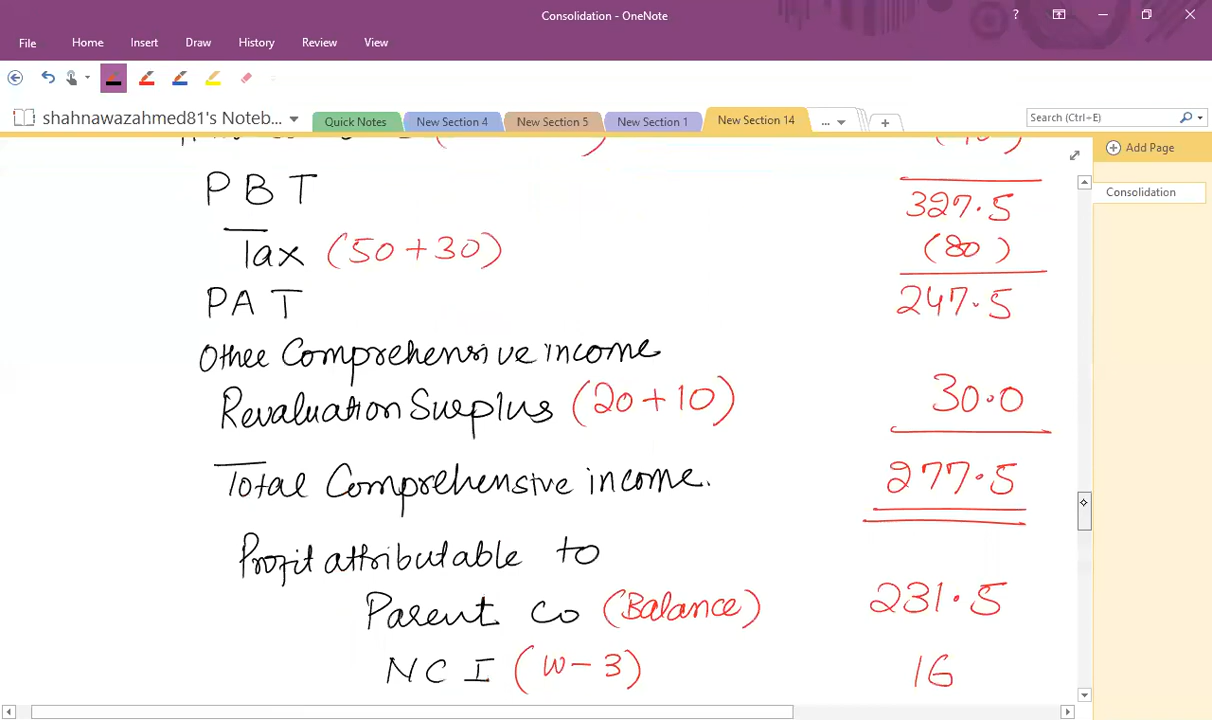 Consolidation - OneNote
?
File Home Insert Draw History Review View
shahnawazahmed81's Noteb...
Quick Notes New Section 4 New Section 5 New Section 1 New Section 14 ... +
Search (Ctrl+E)
Add Page
Consolidation
PBT 327.5
Tax (50+30) (80)
PAT 247.5
Other Comprehensive income
Revaluation Surplus (20+10) 30.0
Total Comprehensive income. 277.5
Profit attributable to
Parent Co (Balance) 231.5
NCI (W-3) 16